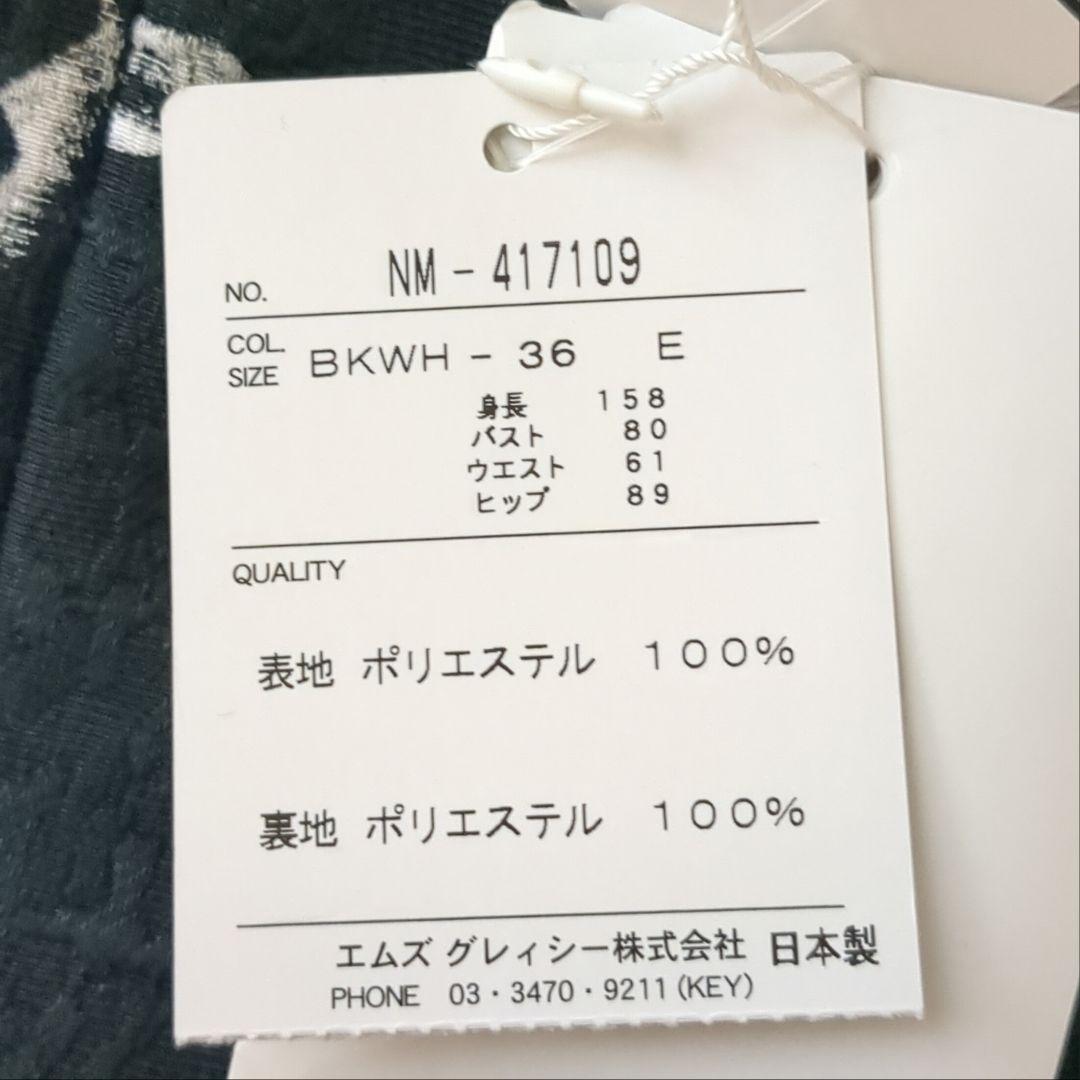 NO. NM-417109
COL.
SIZE BKWH-36 E
身長 158
バスト 80
ウエスト 61
ヒップ 89
QUALITY
表地 ポリエステル 100%
裏地 ポリエステル 100%
エムズ グレィシー株式会社 日本製
PHONE 03・3470・9211(KEY)